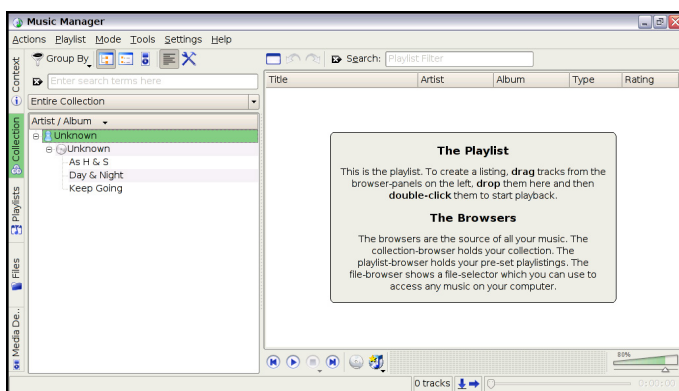 Music Manager
Actions Playlist Mode Tools Settings Help
Group By
Search: Playlist Filter
Enter search terms here
Entire Collection
Artist / Album
Unknown
Unknown
As H & S
Day & Night
Keep Going
Context
Collection
Playlists
Files
Media De..
Title Artist Album Type Rating
The Playlist
This is the playlist. To create a listing, drag tracks from the
browser-panels on the left, drop them here and then
double-click them to start playback.
The Browsers
The browsers are the source of all your music. The
collection-browser holds your collection. The
playlist-browser holds your pre-set playlistings. The
file-browser shows a file-selector which you can use to
access any music on your computer.
80%
0 tracks
0:00:00